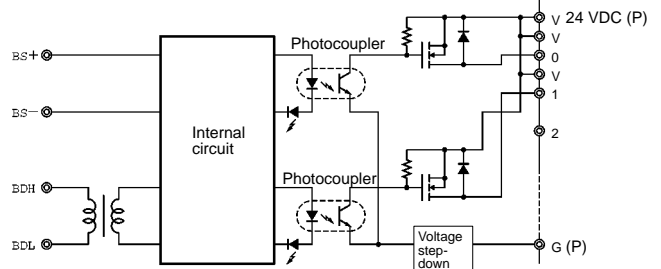 V 24 VDC (P)
Photocoupler
V
BS+
0
V
1
BS−
Internal
circuit
2
Photocoupler
BDH
Voltage
step-
down
BDL
G (P)